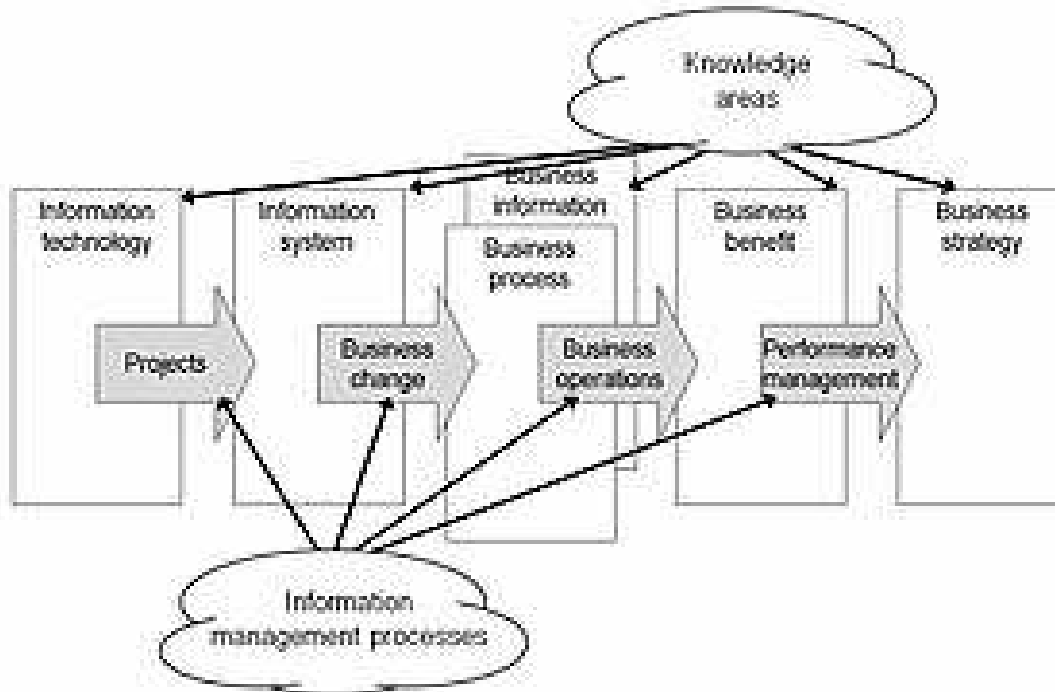 Knowledge
areas
Information
technology
Information
system
Business
information
Business
process
Business
benefit
Business
strategy
Projects
Business
change
Business
operations
Performance
management
Information
management processes